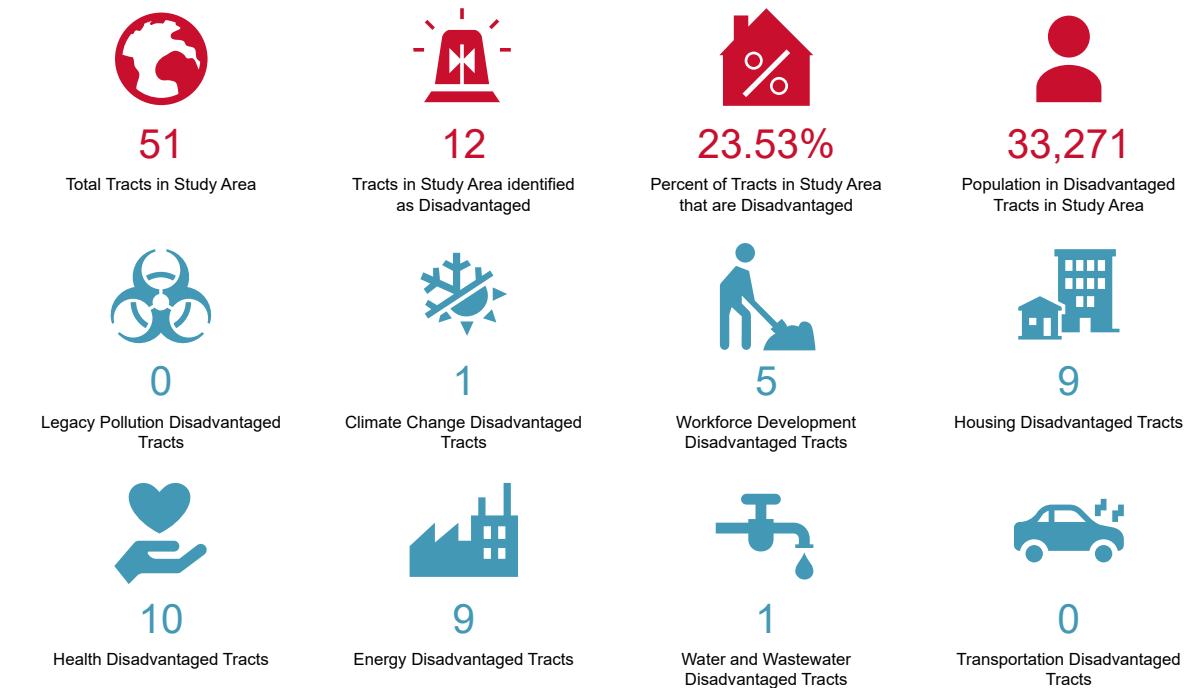 51
Total Tracts in Study Area
12
Tracts in Study Area identified
as Disadvantaged
23.53%
Percent of Tracts in Study Area
that are Disadvantaged
33,271
Population in Disadvantaged
Tracts in Study Area
0
Legacy Pollution Disadvantaged
Tracts
1
Climate Change Disadvantaged
Tracts
5
Workforce Development
Disadvantaged Tracts
9
Housing Disadvantaged Tracts
10
Health Disadvantaged Tracts
9
Energy Disadvantaged Tracts
1
Water and Wastewater
Disadvantaged Tracts
0
Transportation Disadvantaged
Tracts